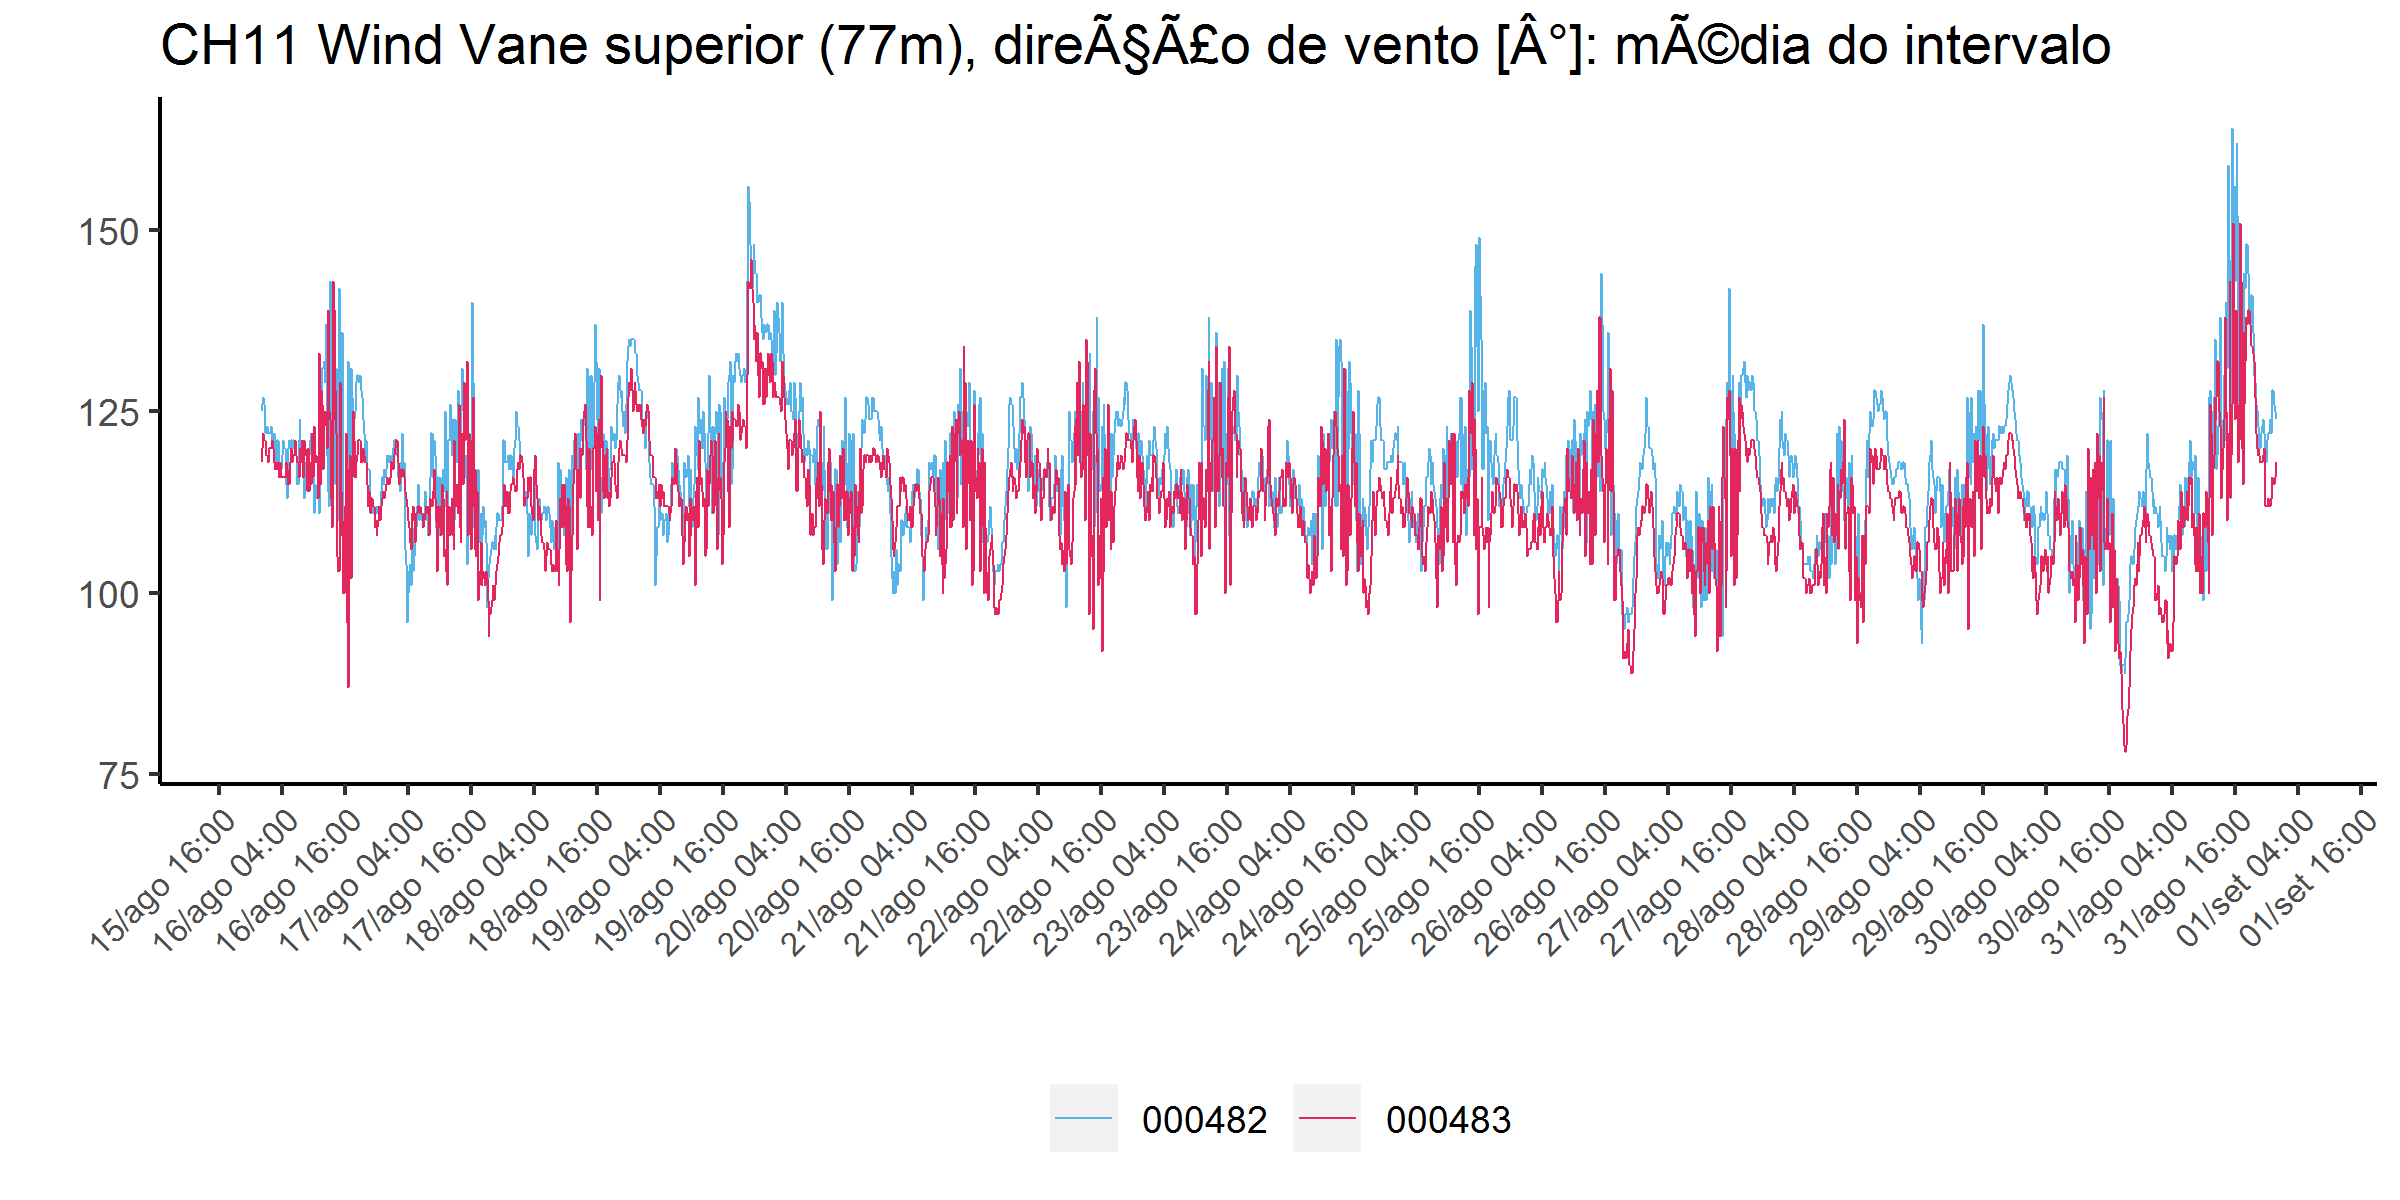 CH11 Wind Vane superior (77m), direÃ§Ã£o de vento [Â°]: mÃ©dia do intervalo
150
125
100
75
15/ago 16:00
16/ago 04:00
16/ago 16:00
17/ago 04:00
17/ago 16:00
18/ago 04:00
18/ago 16:00
19/ago 04:00
19/ago 16:00
20/ago 04:00
20/ago 16:00
21/ago 04:00
21/ago 16:00
22/ago 04:00
22/ago 16:00
23/ago 04:00
23/ago 16:00
24/ago 04:00
24/ago 16:00
25/ago 04:00
25/ago 16:00
26/ago 04:00
26/ago 16:00
27/ago 04:00
27/ago 16:00
28/ago 04:00
28/ago 16:00
29/ago 04:00
29/ago 16:00
30/ago 04:00
30/ago 16:00
31/ago 04:00
31/ago 16:00
01/set 04:00
01/set 16:00
000482
000483